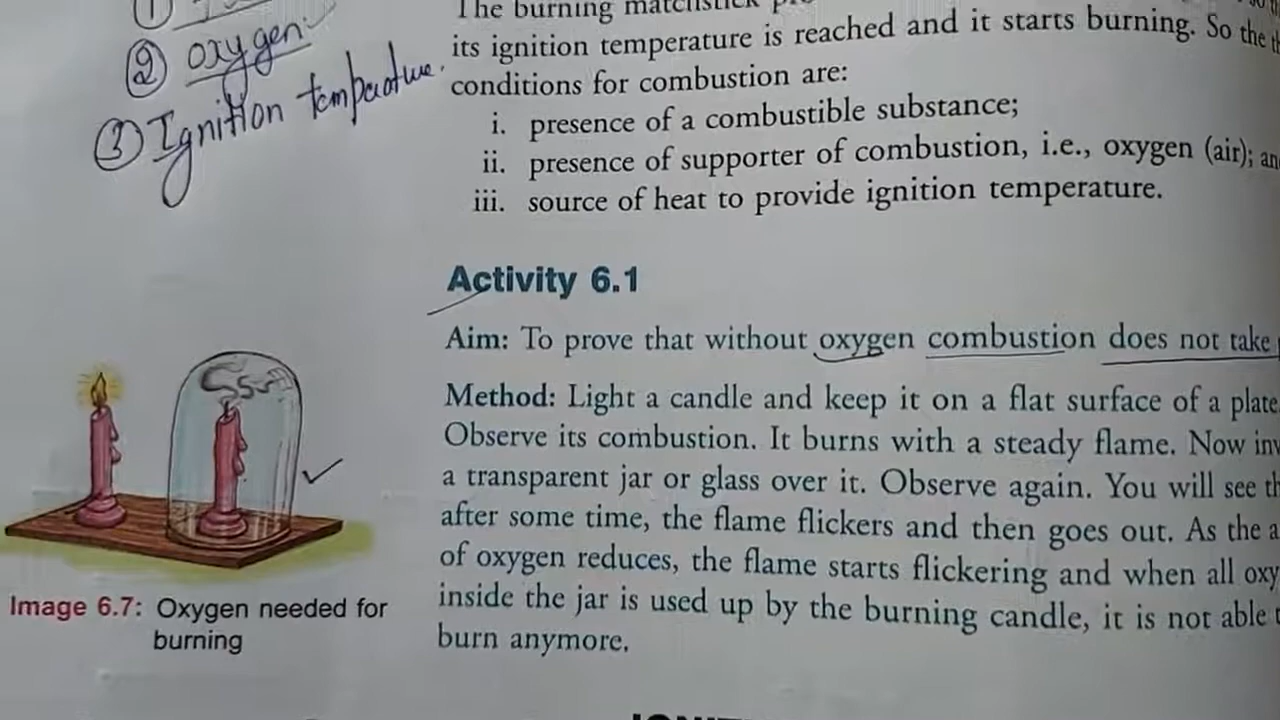 ①
② oxygen
③ Ignition temperature.
The burning matchstick
its ignition temperature is reached and it starts burning. So the
conditions for combustion are:
i. presence of a combustible substance;
ii. presence of supporter of combustion, i.e., oxygen (air);
iii. source of heat to provide ignition temperature.
Activity 6.1
Aim: To prove that without oxygen combustion does not take
Method: Light a candle and keep it on a flat surface of a plate
Observe its combustion. It burns with a steady flame. Now inv
a transparent jar or glass over it. Observe again. You will see th
after some time, the flame flickers and then goes out. As the a
of oxygen reduces, the flame starts flickering and when all oxy
inside the jar is used up by the burning candle, it is not able
burn anymore.
Image 6.7: Oxygen needed for
burning